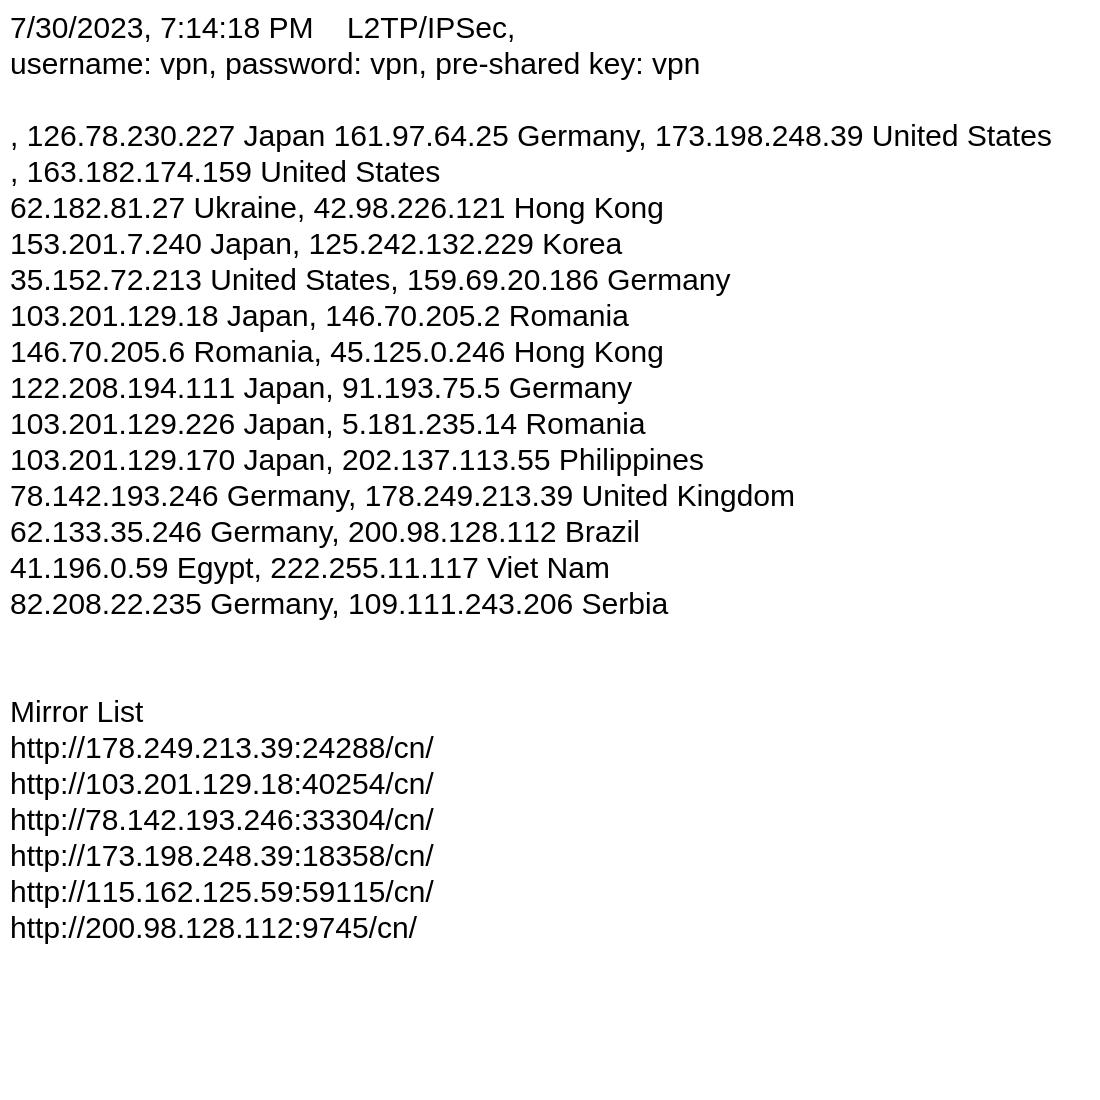 7/30/2023, 7:14:18 PM    L2TP/IPSec,
username: vpn, password: vpn, pre-shared key: vpn
, 126.78.230.227 Japan 161.97.64.25 Germany, 173.198.248.39 United States
, 163.182.174.159 United States
62.182.81.27 Ukraine, 42.98.226.121 Hong Kong
153.201.7.240 Japan, 125.242.132.229 Korea
35.152.72.213 United States, 159.69.20.186 Germany
103.201.129.18 Japan, 146.70.205.2 Romania
146.70.205.6 Romania, 45.125.0.246 Hong Kong
122.208.194.111 Japan, 91.193.75.5 Germany
103.201.129.226 Japan, 5.181.235.14 Romania
103.201.129.170 Japan, 202.137.113.55 Philippines
78.142.193.246 Germany, 178.249.213.39 United Kingdom
62.133.35.246 Germany, 200.98.128.112 Brazil
41.196.0.59 Egypt, 222.255.11.117 Viet Nam
82.208.22.235 Germany, 109.111.243.206 Serbia
Mirror List
http://178.249.213.39:24288/cn/
http://103.201.129.18:40254/cn/
http://78.142.193.246:33304/cn/
http://173.198.248.39:18358/cn/
http://115.162.125.59:59115/cn/
http://200.98.128.112:9745/cn/